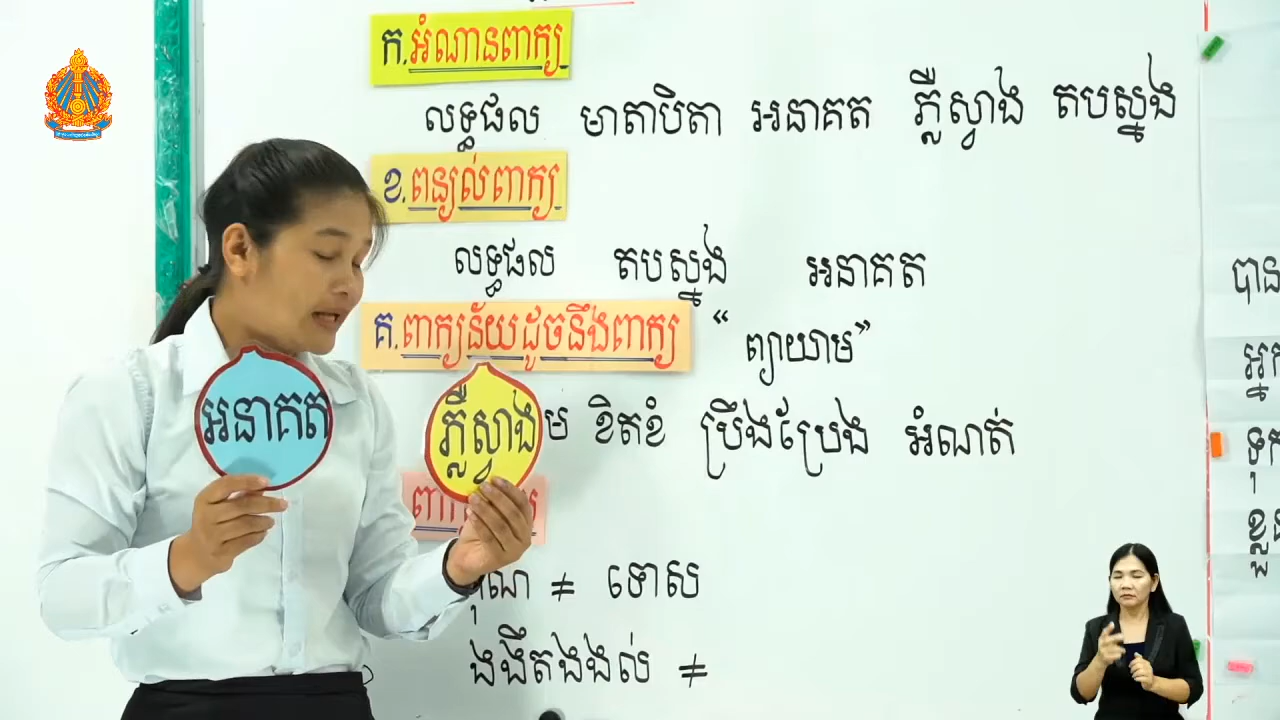 ក.អំណានពាក្យ
លទ្ធផល មាតាបិតា អនាគត ភ្លឺស្វាង តបស្នង
ខ.ពន្យល់ពាក្យ
លទ្ធផល តបស្នង អនាគត
គ.ពាក្យន័យដូចនឹងពាក្យ “ព្យាយាម”
ខិតខំ ប្រឹងប្រែង អំណត់
អនាគត
ភ្លឺស្វាង
គុណ ≠ ទោស
ងងឹតងងល់ ≠
បាន